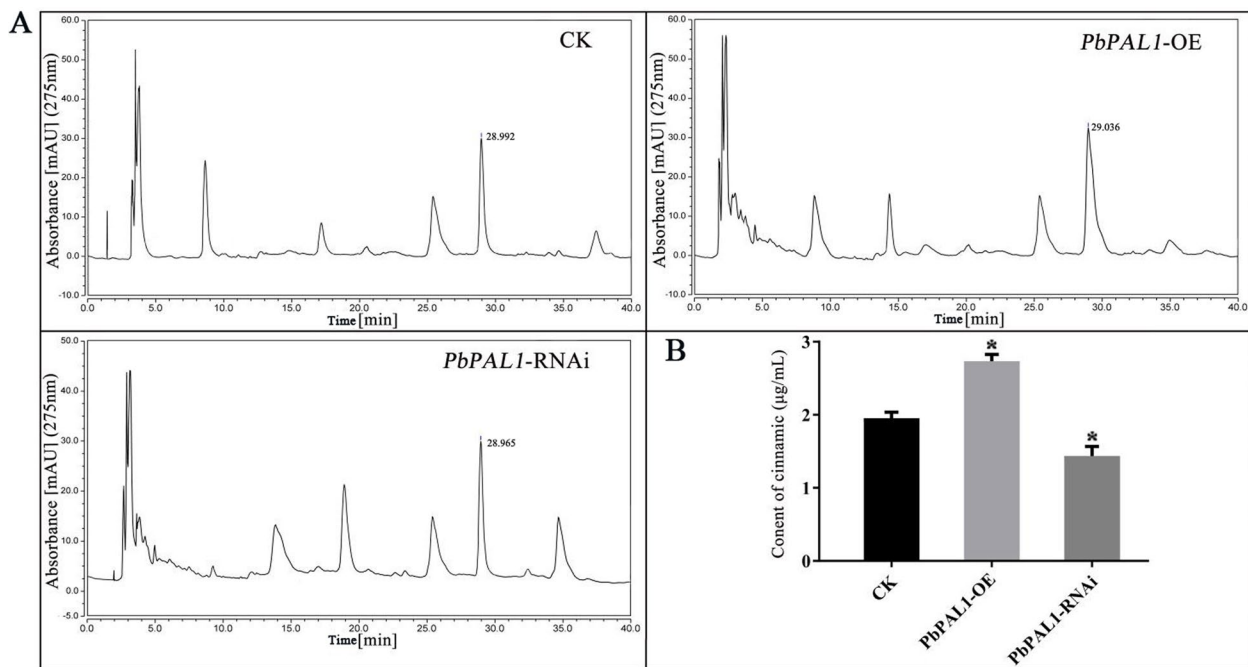 A
CK
60.0
50.0
40.0
30.0
20.0
10.0
0.0
-10.0
Absorbance [mAU] (275nm)
28.992
0.0 5.0 10.0 15.0 20.0 25.0 30.0 35.0 40.0
Time[min]
PbPAL1-OE
60.0
50.0
40.0
30.0
20.0
10.0
0.0
-10.0
Absorbance [mAU] (275nm)
29.036
0.0 5.0 10.0 15.0 20.0 25.0 30.0 35.0 40.0
Time[min]
PbPAL1-RNAi
50.0
40.0
30.0
20.0
10.0
-5.0
Absorbance [mAU] (275nm)
28.965
0.0 5.0 10.0 15.0 20.0 25.0 30.0 35.0 40.0
Time[min]
B
3
2
1
0
Conent of cinnamic (μg/mL)
*
*
CK
PbPAL1-OE
PbPAL1-RNAi